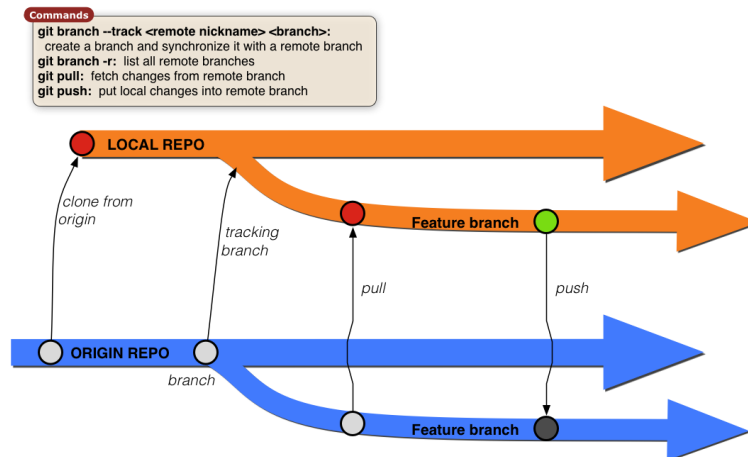 Commands
git branch --track <remote nickname> <branch>:
create a branch and synchronize it with a remote branch
git branch -r: list all remote branches
git pull: fetch changes from remote branch
git push: put local changes into remote branch
LOCAL REPO
clone from
origin
tracking
branch
Feature branch
pull
push
ORIGIN REPO
branch
Feature branch